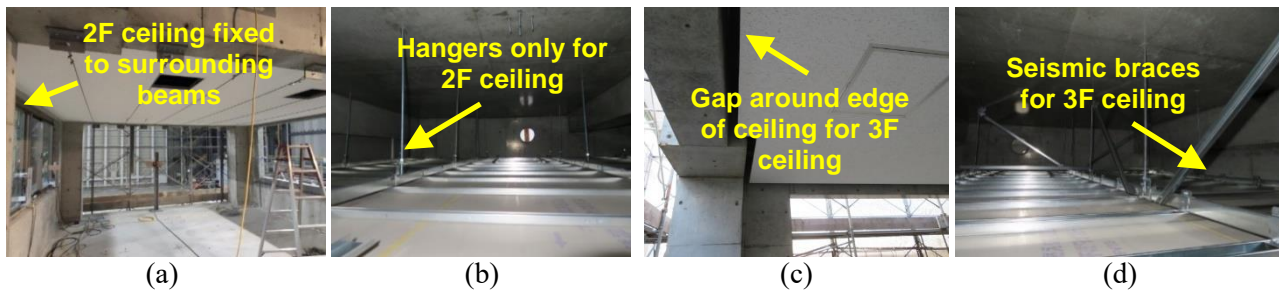 2F ceiling fixed
to surrounding
beams
Hangers only for
2F ceiling
Gap around edge
of ceiling for 3F
ceiling
Seismic braces
for 3F ceiling
(a)
(b)
(c)
(d)